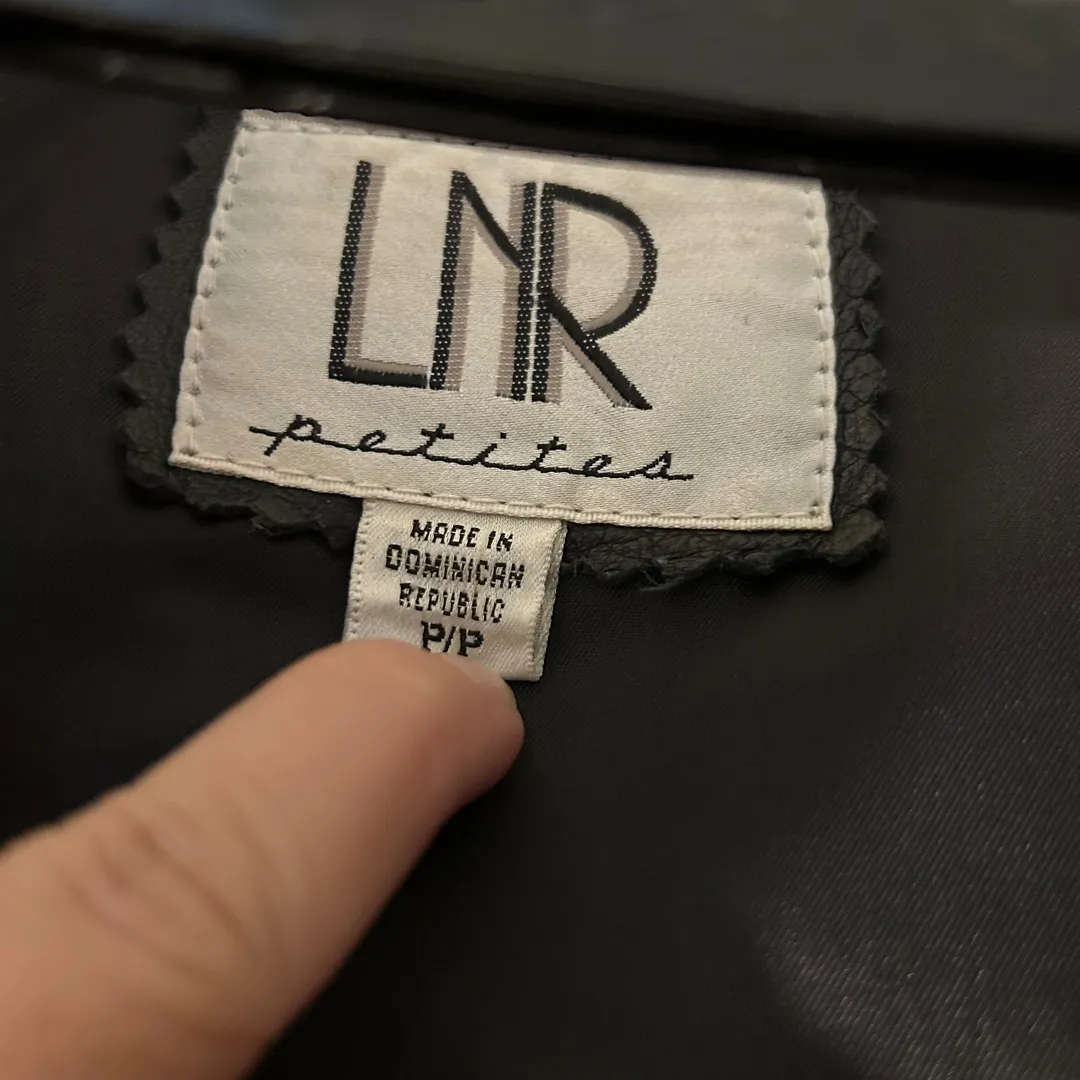 LNR
petites
MADE IN
DOMINICAN
REPUBLIC
P/P